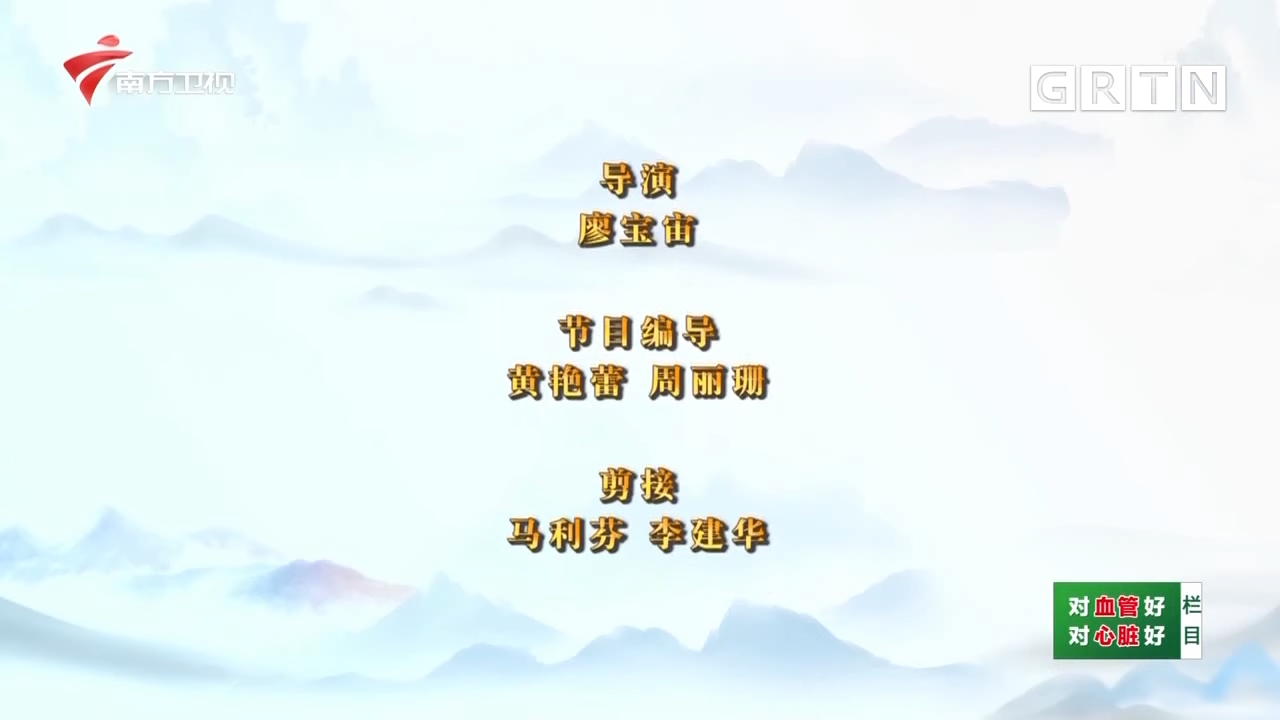 南方卫视
GRTN
导演
廖宝宙
节目编导
黄艳蕾 周丽珊
剪接
马利芬 李建华
对血管好
对心脏好
栏目